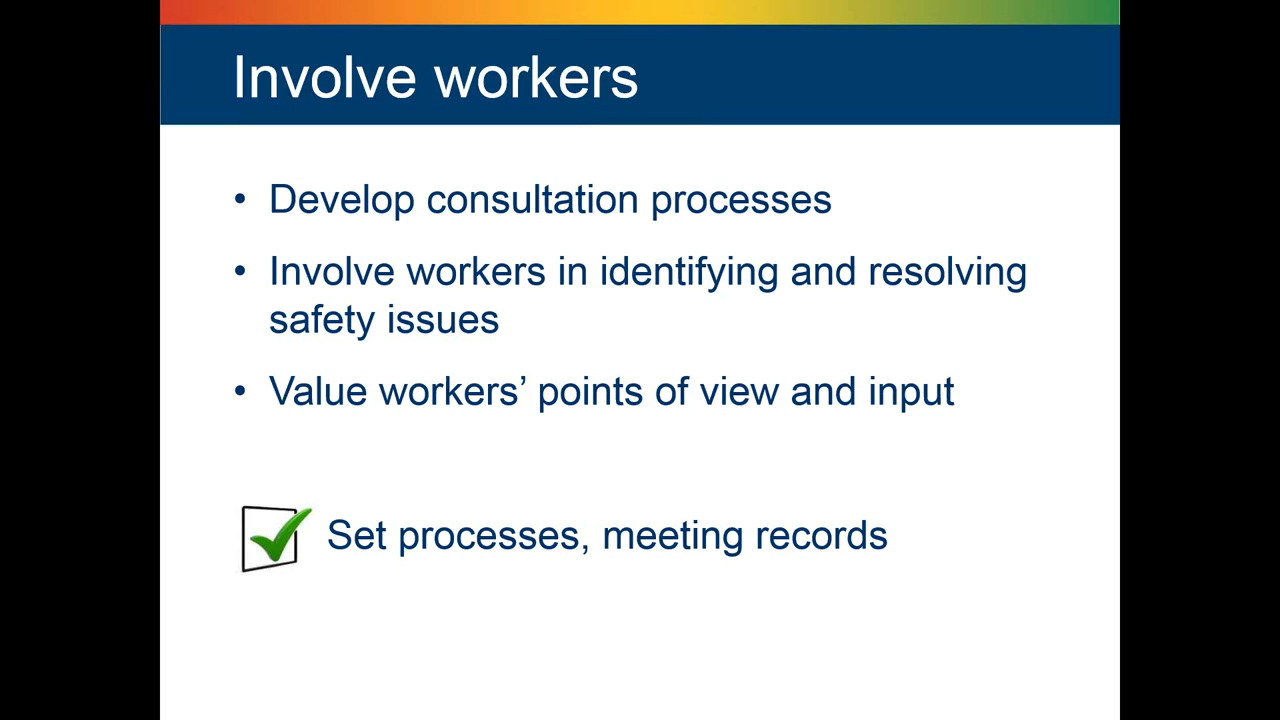 Involve workers
• Develop consultation processes
• Involve workers in identifying and resolving
safety issues
• Value workers’ points of view and input
Set processes, meeting records